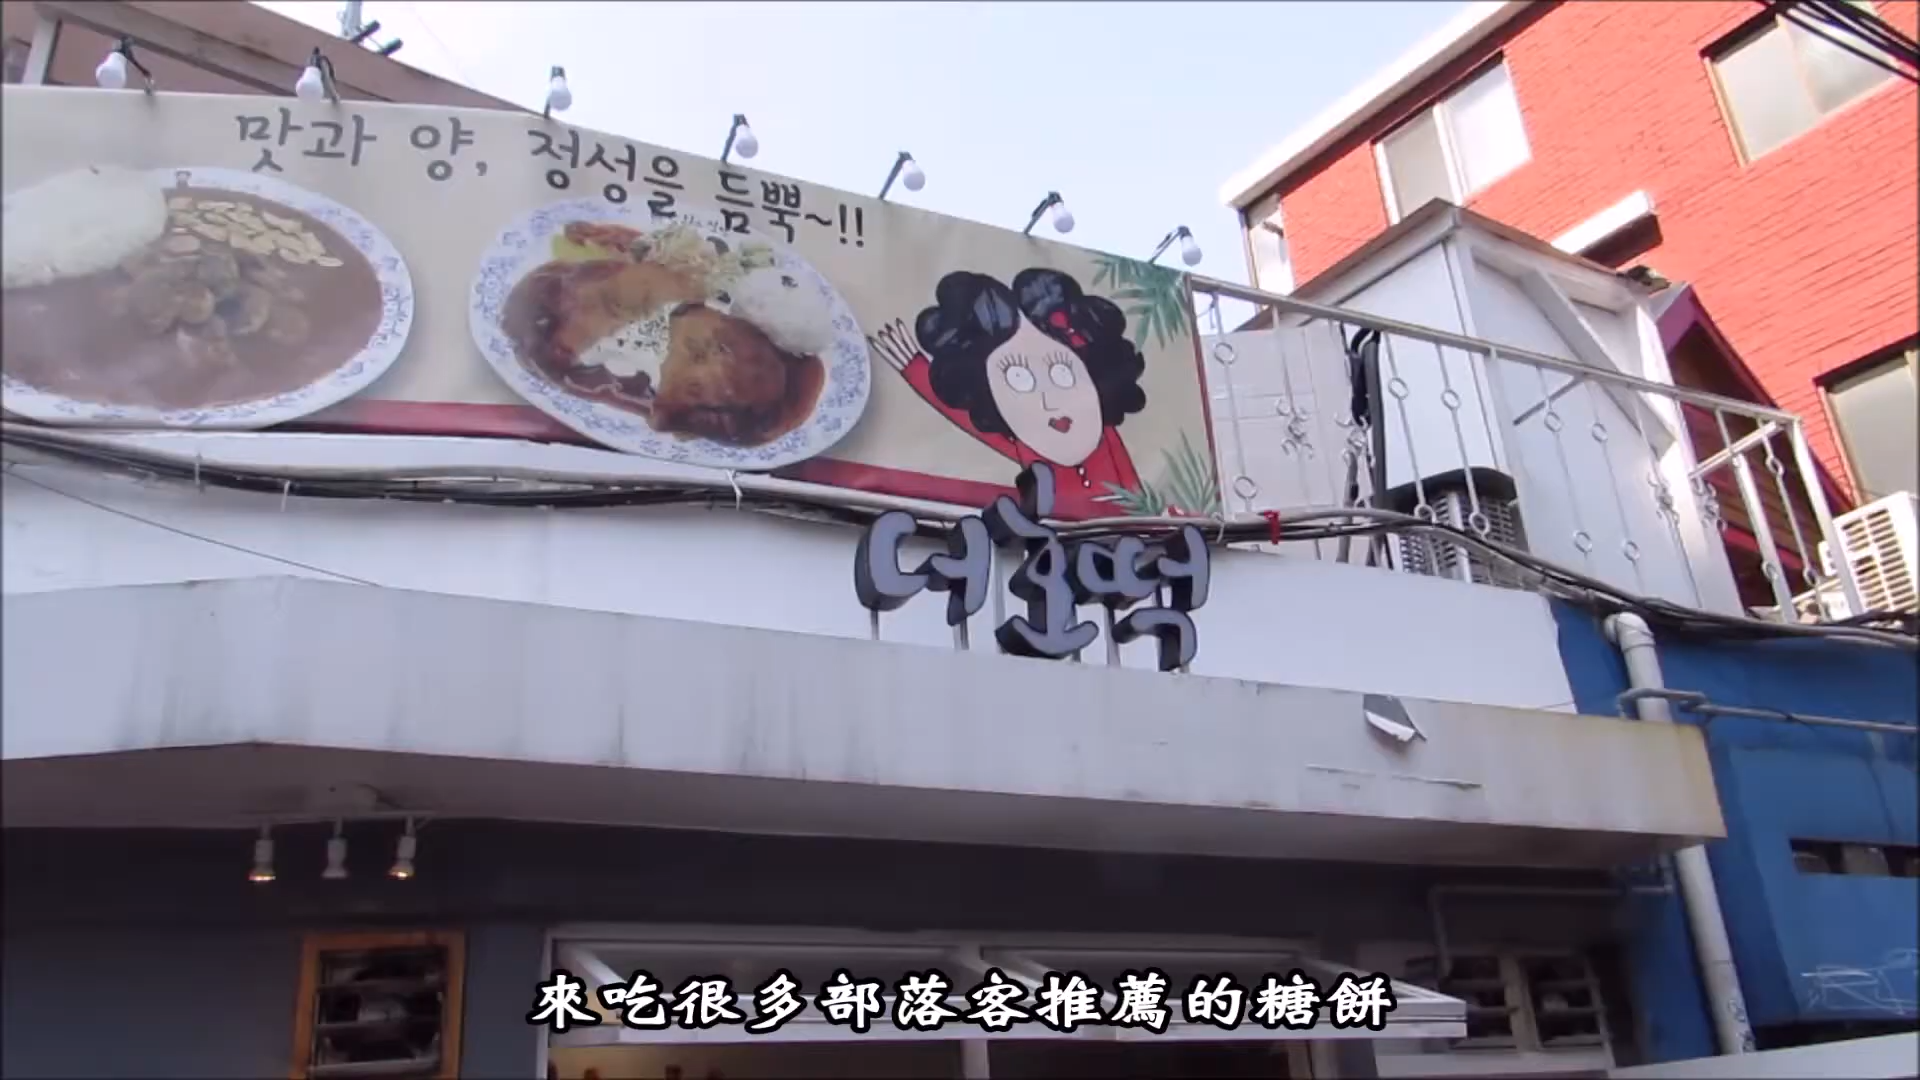 맛과 양, 정성을 듬뿍~!!
더호떡
來吃很多部落客推薦的糖餅